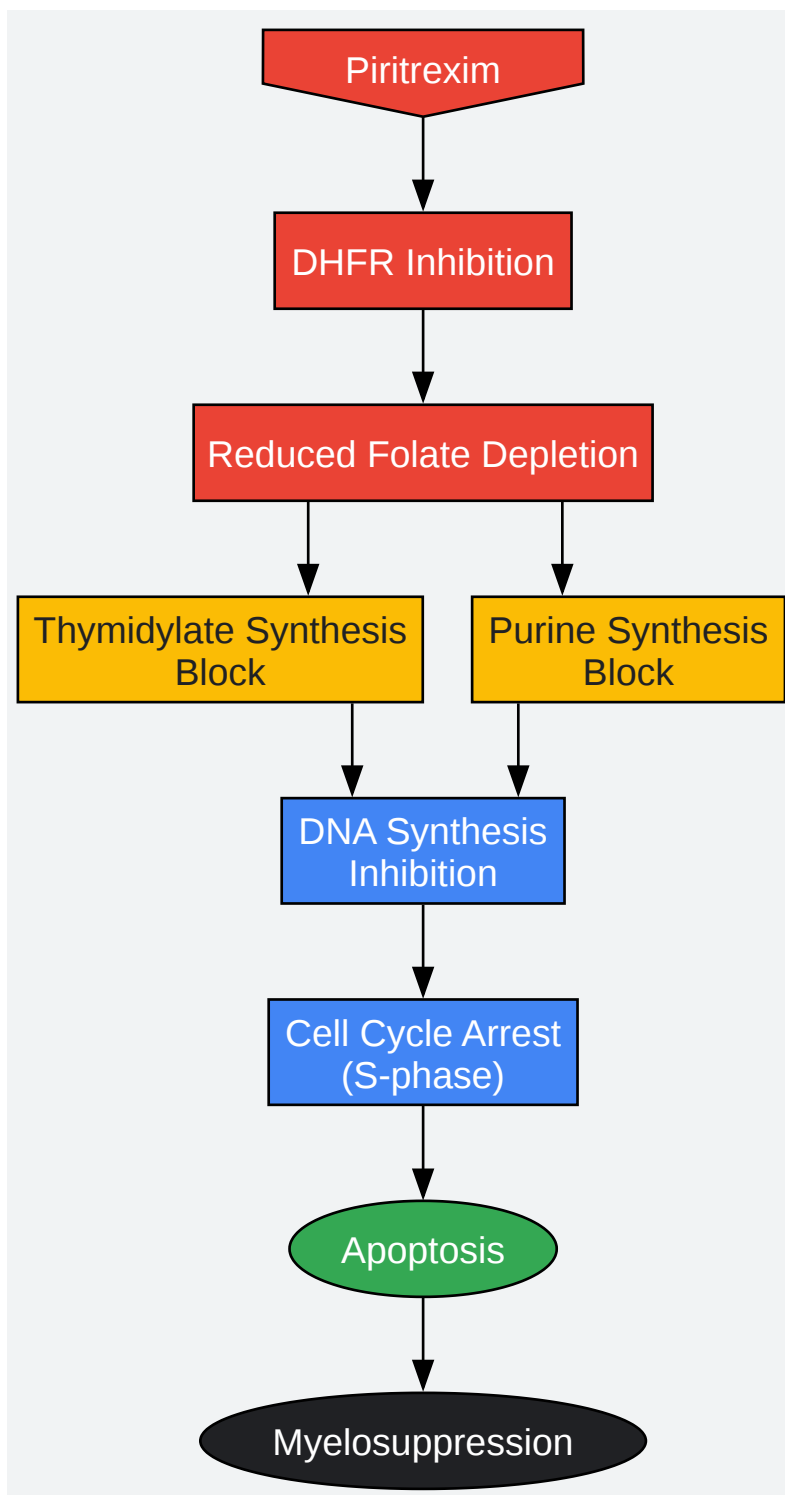 Piritrexim
DHFR Inhibition
Reduced Folate Depletion
Thymidylate Synthesis
Block
Purine Synthesis
Block
DNA Synthesis
Inhibition
Cell Cycle Arrest
(S-phase)
Apoptosis
Myelosuppression